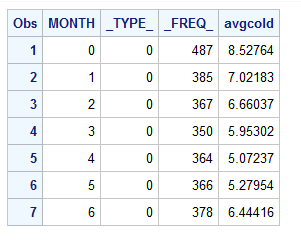 Obs MONTH _TYPE_ _FREQ_ avgcold
1 0 0 487 8.52764
2 1 0 385 7.02183
3 2 0 367 6.66037
4 3 0 350 5.95302
5 4 0 364 5.07237
6 5 0 366 5.27954
7 6 0 378 6.44416